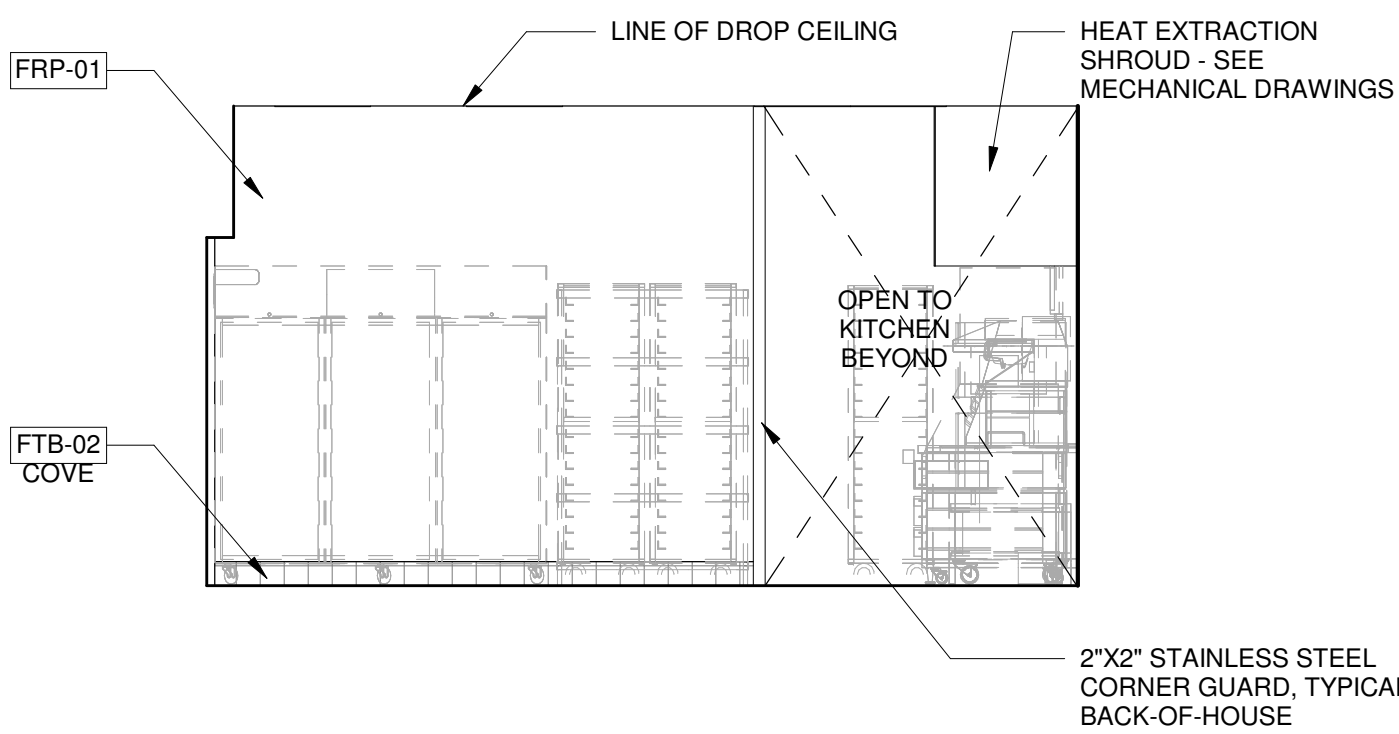 LINE OF DROP CEILING
HEAT EXTRACTION
SHROUD - SEE
MECHANICAL DRAWINGS
FRP-01
OPEN TO
KITCHEN
BEYOND
FTB-02
COVE
2"X2" STAINLESS STEEL
CORNER GUARD, TYPICAL
BACK-OF-HOUSE